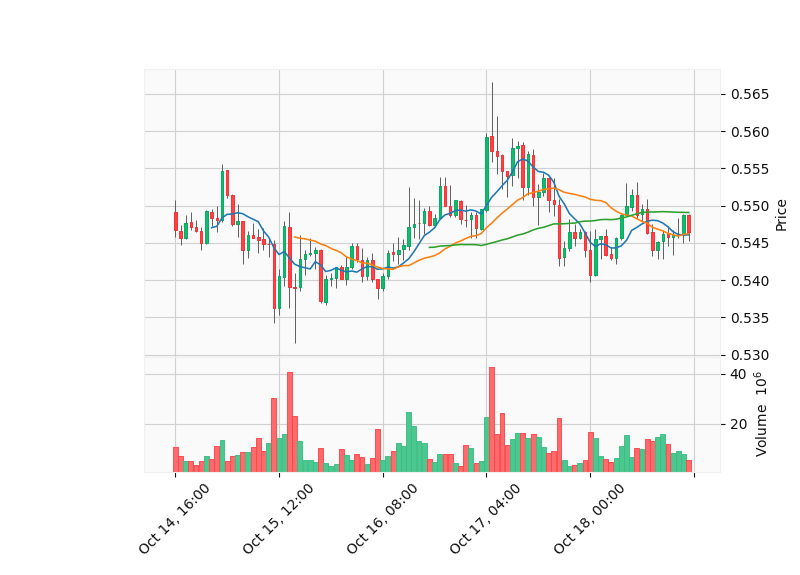 0.565
0.560
0.555
0.550
0.545
0.540
0.535
0.530
Price
40
20
Volume 10⁶
Oct 14, 16:00
Oct 15, 12:00
Oct 16, 08:00
Oct 17, 04:00
Oct 18, 00:00